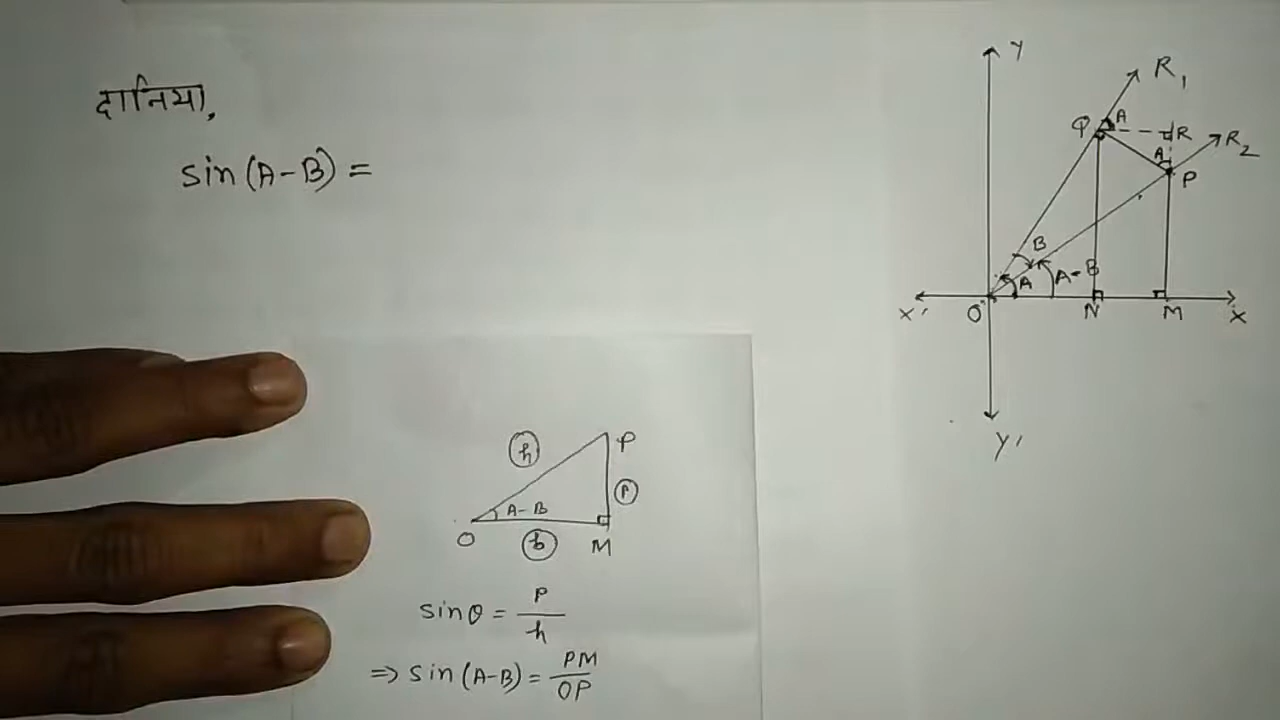 दानिया,
sin(A-B) =
Y
R1
Q A
R
R2
A
P
B
A A-B
X' O N M X
Y'
h P
p
A-B
O b M
sinθ = P/h
⇒ sin(A-B) = PM/OP